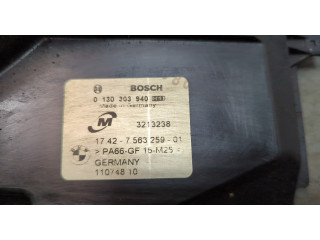 BOSCH
0 130 303 940
Made in Germany
M
3213238
17 42 - 7 563 259 - 01
BMW
> PA66-GF 15-M25 <
GERMANY
110/48 10